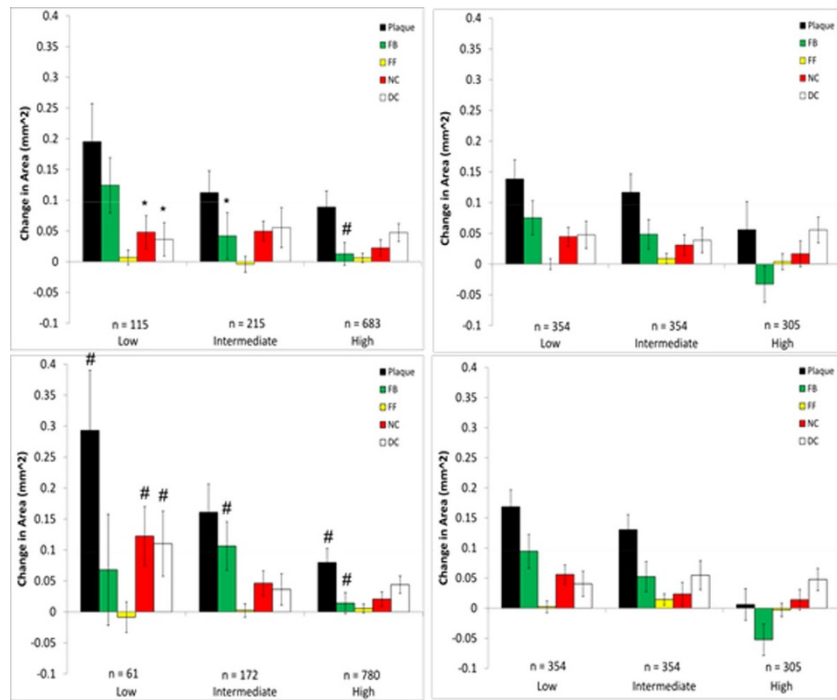 0.4
0.35
0.3
0.25
0.2
0.15
0.1
0.05
0
-0.05
-0.1
Change in Area (mm^2)
Plaque
FB
FF
NC
DC
* *
*
#
n = 115 n = 215 n = 683
Low Intermediate High
0.4
0.35
0.3
0.25
0.2
0.15
0.1
0.05
0
-0.05
-0.1
Change in Area (mm^2)
Plaque
FB
FF
NC
DC
n = 354 n = 354 n = 305
Low Intermediate High
0.4
0.35
0.3
0.25
0.2
0.15
0.1
0.05
0
-0.05
-0.1
Change in Area (mm^2)
Plaque
FB
FF
NC
DC
#
# #
#
#
#
n = 61 n = 172 n = 780
Low Intermediate High
0.4
0.35
0.3
0.25
0.2
0.15
0.1
0.05
0
-0.05
-0.1
Change in Area (mm^2)
Plaque
FB
FF
NC
DC
n = 354 n = 354 n = 305
Low Intermediate High